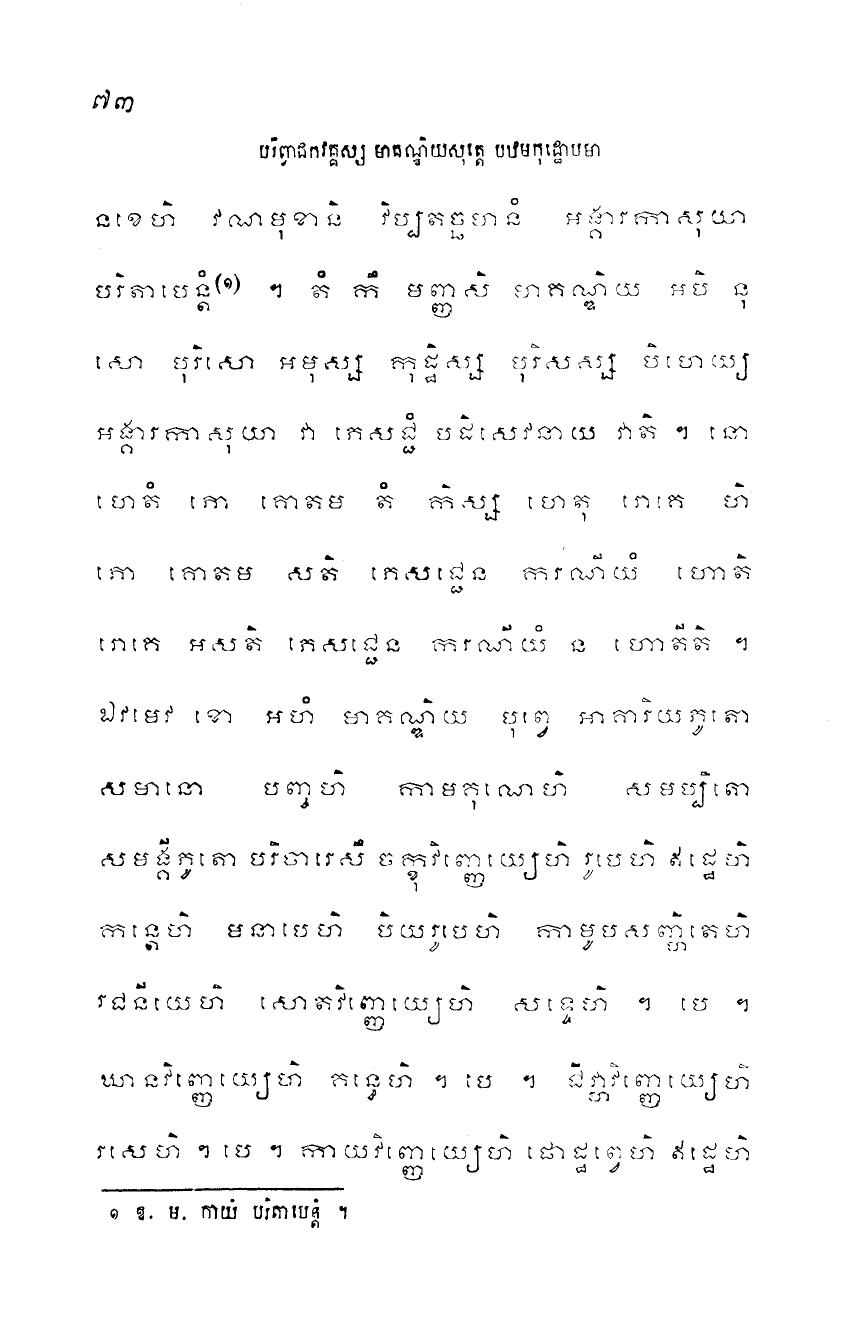 ៧៣
បរិព្វាជកវគ្គស្ស មាគណ្ឌិយសុត្តេ បឋមកុដ្ឋោបមា
នខេហិ វណមុខានិ វិប្បតច្ឆមានំ អង្គារកាសុយា
បរិតាបេន្តំ(១) ។ តំ កឹ មញ្ញសិ មាគណ្ឌិយ អបិ នុ
សោ បុរិសោ អមុស្ស កុដ្ឋិស្ស បុរិសស្ស បិហេយ្យ
អង្គារកាសុយា វា ភេសជ្ជំ បដិសេវនាយ វាតិ ។ នោ
ហេតំ ភោ គោតម តំ កិស្ស ហេតុ រោគេ ហិ
ភោ គោតម សតិ ភេសជ្ជេន ករណីយំ ហោតិ
រោគេ អសតិ ភេសជ្ជេន ករណីយំ ន ហោតីតិ ។
ឯវមេវ ខោ អហំ មាគណ្ឌិយ បុព្វេ អាគារិយភូតោ
សមានោ បញ្ចហិ កាមគុណេហិ សមប្បិតោ
សមង្គីភូតោ បរិចារេសឹ ចក្ខុវិញ្ញេយ្យេហិ រូបេហិ ឥដ្ឋេហិ
កន្តេហិ មនាបេហិ បិយរូបេហិ កាមូបសញ្ហិតេហិ
រជនីយេហិ សោតវិញ្ញេយ្យេហិ សទ្ទេហិ ។ បេ ។
ឃានវិញ្ញេយ្យេហិ គន្ធេហិ ។ បេ ។ ជិវ្ហាវិញ្ញេយ្យេហិ
រសេហិ ។ បេ ។ កាយវិញ្ញេយ្យេហិ ផោដ្ឋព្វេហិ ឥដ្ឋេហិ
១ ឱ. ម. កាយំ បរិតាបេន្តំ ។